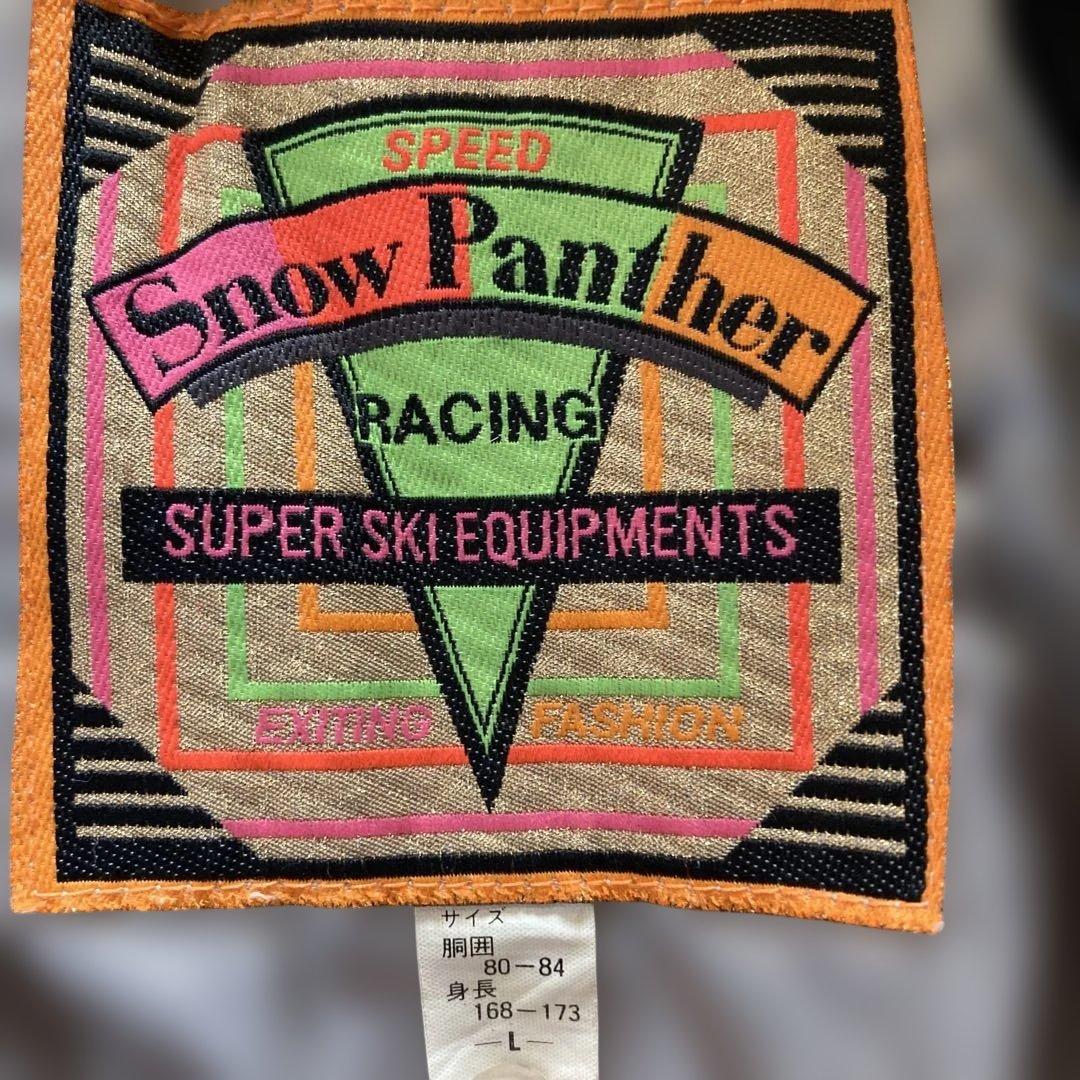 SPEED
Snow Panther
RACING
SUPER SKI EQUIPMENTS
EXITING FASHION
サイズ
胴囲
80-84
身長
168-173
-L-